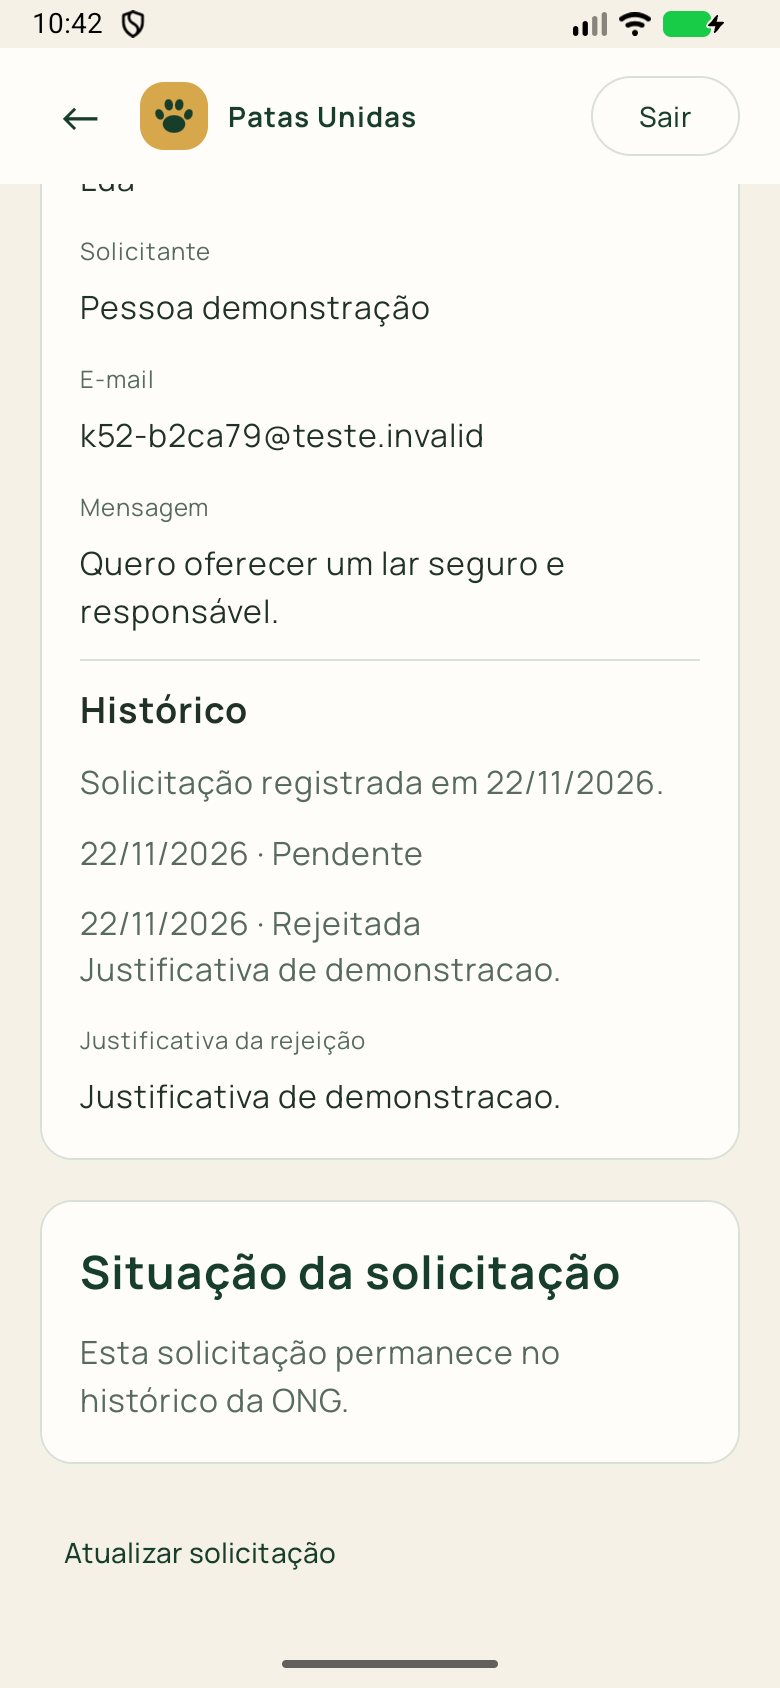 10:42
Patas Unidas
Sair
Solicitante
Pessoa demonstração
E-mail
k52-b2ca79@teste.invalid
Mensagem
Quero oferecer um lar seguro e
responsável.
Histórico
Solicitação registrada em 22/11/2026.
22/11/2026 · Pendente
22/11/2026 · Rejeitada
Justificativa de demonstracao.
Justificativa da rejeição
Justificativa de demonstracao.
Situação da solicitação
Esta solicitação permanece no
histórico da ONG.
Atualizar solicitação